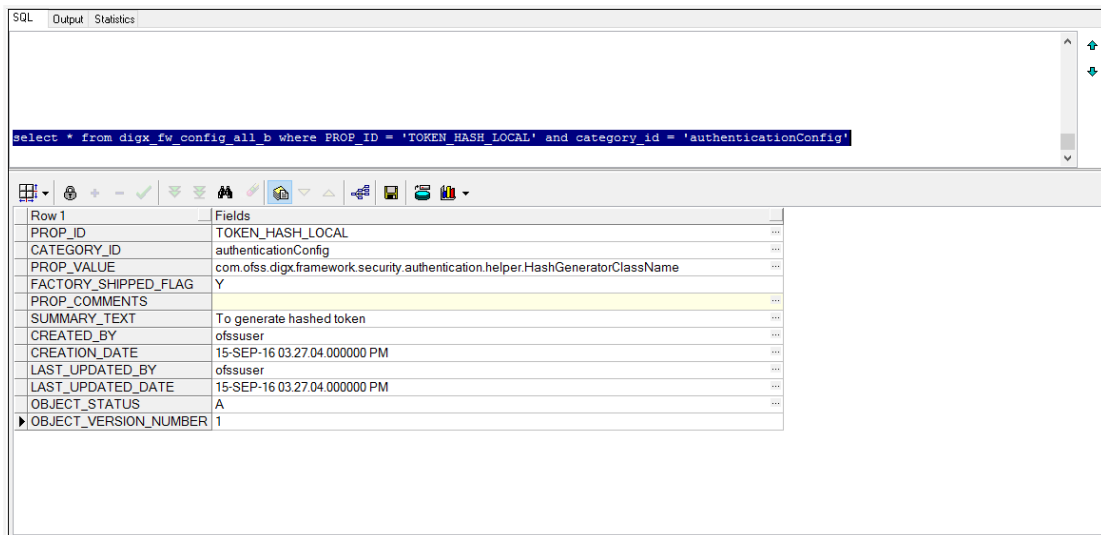 SQL Output Statistics
select * from digx_fw_config_all_b where PROP_ID = 'TOKEN_HASH_LOCAL' and category_id = 'authenticationConfig'
Row 1 Fields
PROP_ID TOKEN_HASH_LOCAL ...
CATEGORY_ID authenticationConfig ...
PROP_VALUE com.ofss.digx.framework.security.authentication.helper.HashGeneratorClassName ...
FACTORY_SHIPPED_FLAG Y
PROP_COMMENTS ...
SUMMARY_TEXT To generate hashed token ...
CREATED_BY ofssuser ...
CREATION_DATE 15-SEP-16 03.27.04.000000 PM ...
LAST_UPDATED_BY ofssuser ...
LAST_UPDATED_DATE 15-SEP-16 03.27.04.000000 PM ...
OBJECT_STATUS A ...
OBJECT_VERSION_NUMBER 1